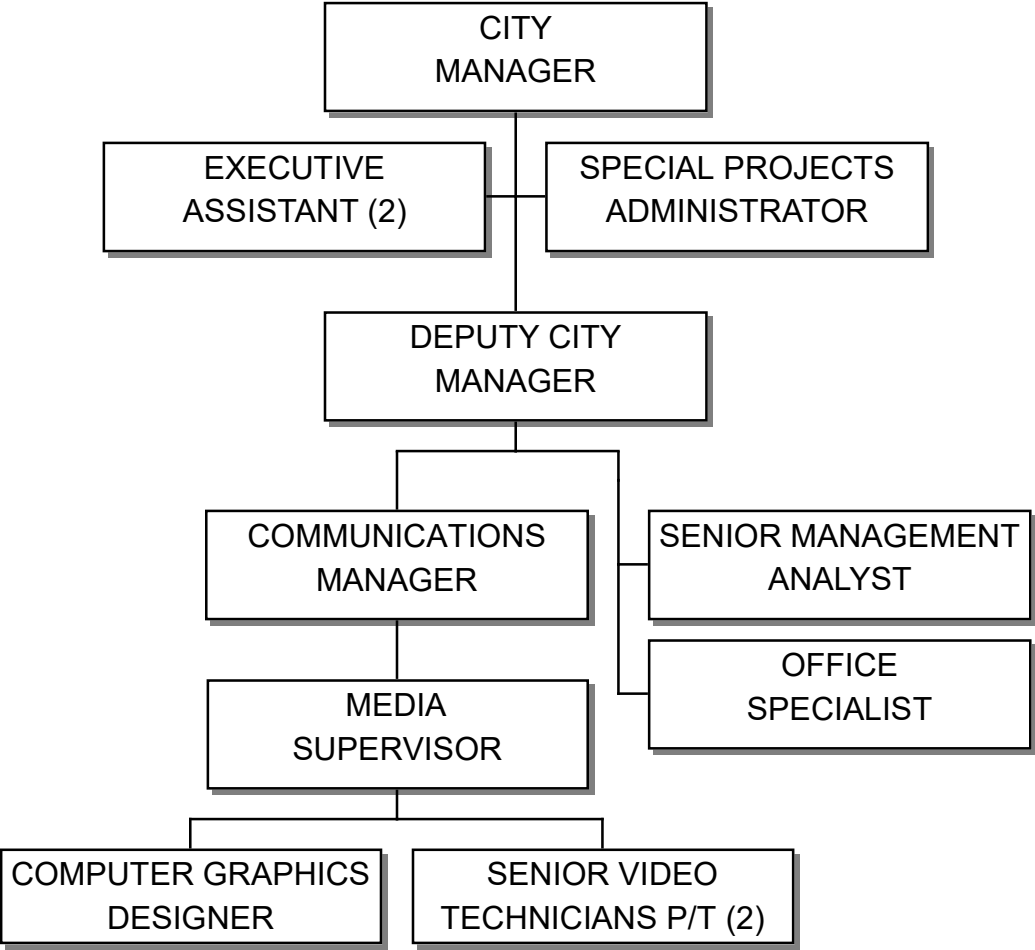 CITY
MANAGER
EXECUTIVE
ASSISTANT (2)
SPECIAL PROJECTS
ADMINISTRATOR
DEPUTY CITY
MANAGER
COMMUNICATIONS
MANAGER
SENIOR MANAGEMENT
ANALYST
OFFICE
SPECIALIST
MEDIA
SUPERVISOR
COMPUTER GRAPHICS
DESIGNER
SENIOR VIDEO
TECHNICIANS P/T (2)